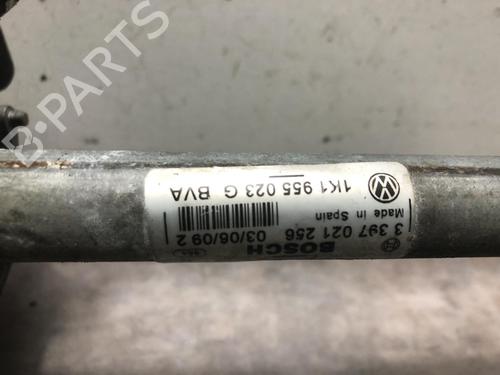 B-PARTS
3 397 021 256
BOSCH
03/06/09 2
Made in Spain
1K1 955 023 G BVA